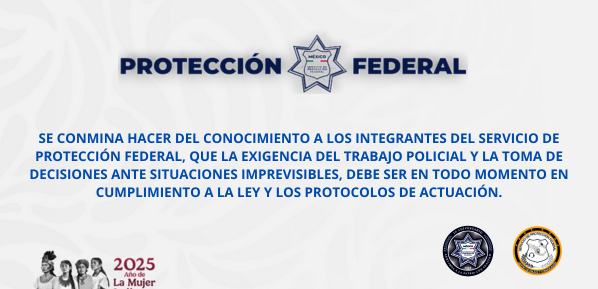 PROTECCIÓN FEDERAL
MÉXICO
SE CONMINA HACER DEL CONOCIMIENTO A LOS INTEGRANTES DEL SERVICIO DE
PROTECCIÓN FEDERAL, QUE LA EXIGENCIA DEL TRABAJO POLICIAL Y LA TOMA DE
DECISIONES ANTE SITUACIONES IMPREVISIBLES, DEBE SER EN TODO MOMENTO EN
CUMPLIMIENTO A LA LEY Y LOS PROTOCOLOS DE ACTUACIÓN.
2025
Año de
La Mujer